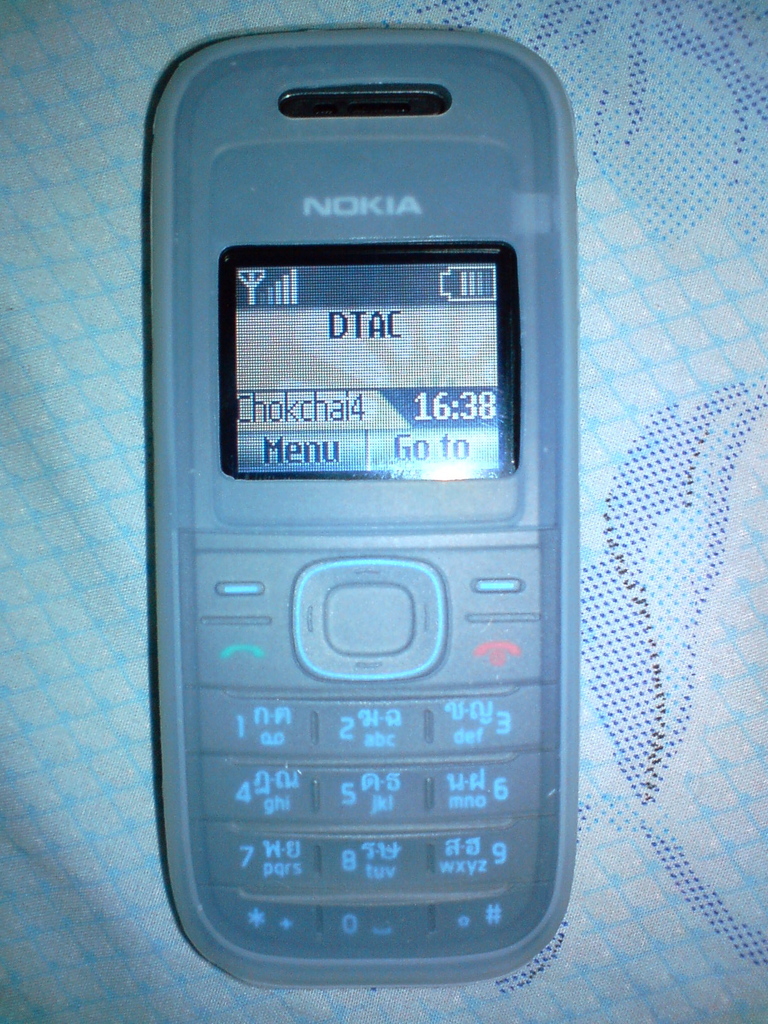 NOKIA
DTAC
Chokchai4 16:38
Menu Go to
1 ก-ค 2 ฆ-ฉ ช-ญ 3
abc def
4 ฎ-ณ 5 ด-ธ น-ฝ 6
ghi jkl mno
7 พ-ย 8 ร-ษ ส-ฮ 9
pqrs tuv wxyz
* + 0 #